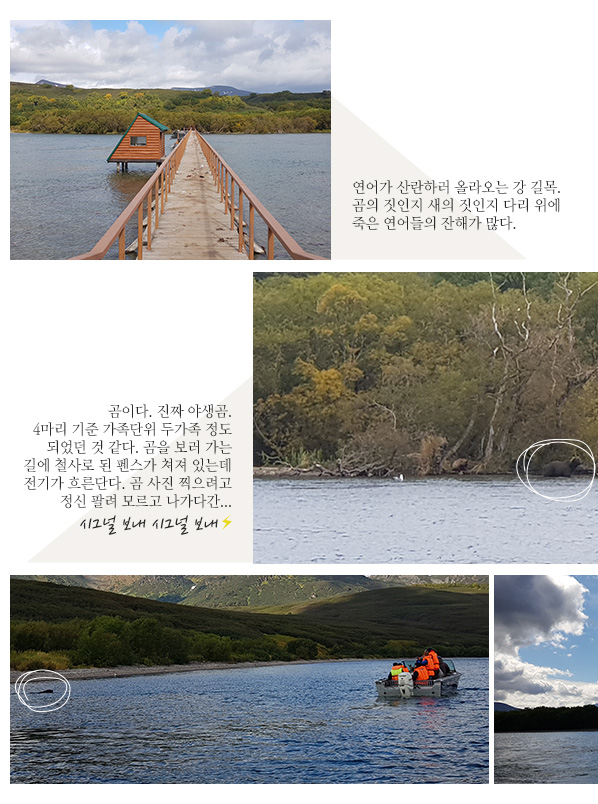 연어가 산란하러 올라오는 강 길목.
곰의 짓인지 새의 짓인지 다리 위에
죽은 연어들의 잔해가 많다.
곰이다. 진짜 야생곰.
4마리 기준 가족단위 두가족 정도
되었던 것 같다. 곰을 보러 가는
길에 철사로 된 펜스가 쳐져 있는데
전기가 흐른단다. 곰 사진 찍으려고
정신 팔려 모르고 나가다간...
시그널 보내 시그널 보내⚡